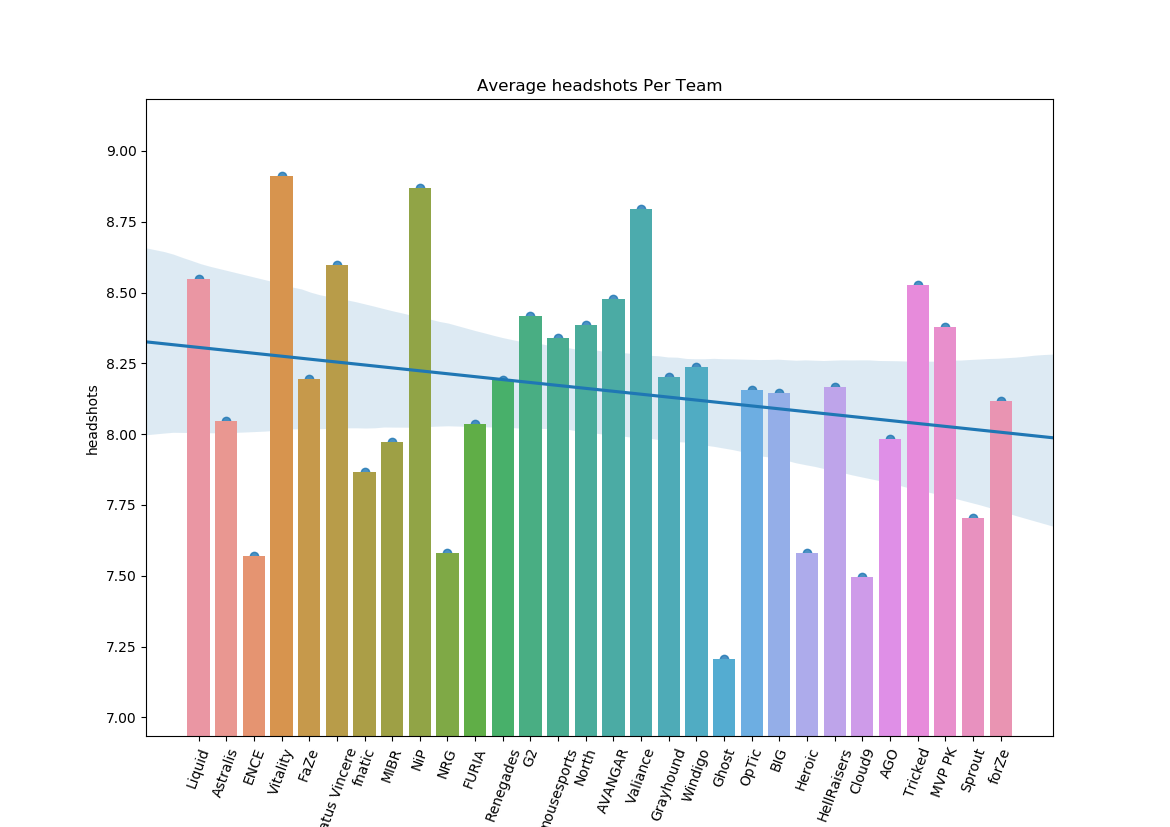 Average headshots Per Team
headshots
9.00
8.75
8.50
8.25
8.00
7.75
7.50
7.25
7.00
Liquid
Astralis
ENCE
Vitality
FaZe
atus Vincere
fnatic
MIBR
NiP
NRG
FURIA
Renegades
G2
mousesports
North
AVANGAR
Valiance
Grayhound
Windigo
Ghost
OpTic
BIG
Heroic
HellRaisers
Cloud9
AGO
Tricked
MVP PK
Sprout
forZe